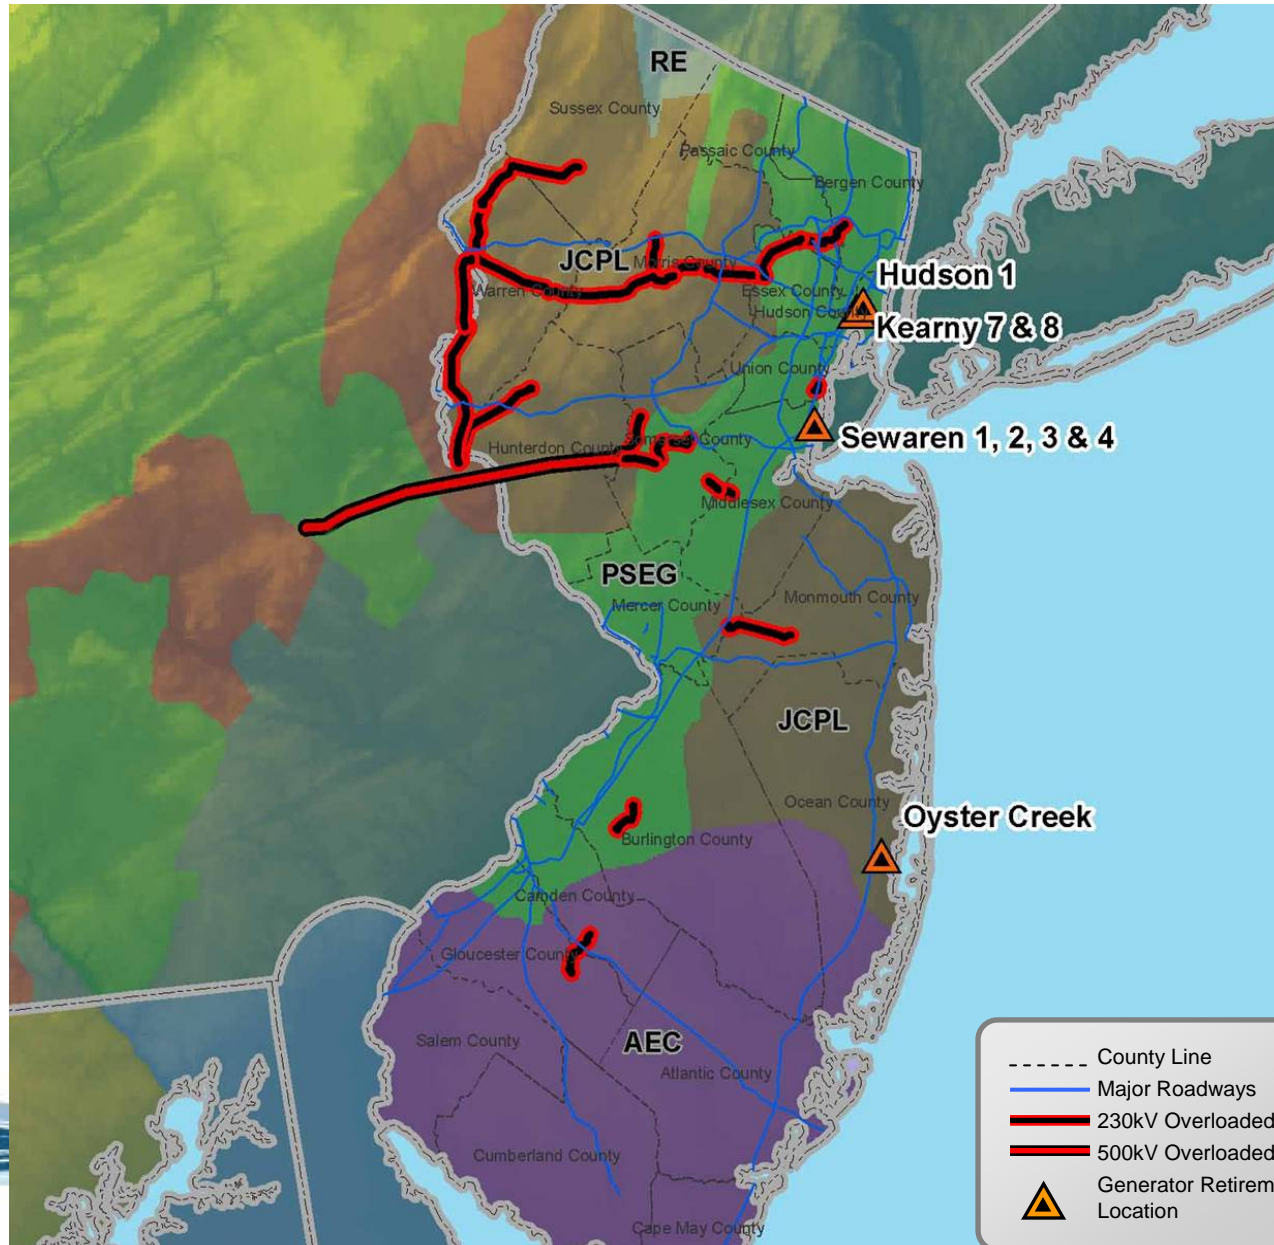 RE
Sussex County
Passaic County
Bergen County
JCPL
Morris County
Hudson 1
Warren County
Essex County
Hudson County
Kearny 7 & 8
Union County
Sewaren 1, 2, 3 & 4
Hunterdon County
Somerset County
Middlesex County
PSEG
Mercer County
Monmouth County
JCPL
Ocean County
Oyster Creek
Burlington County
Camden County
Gloucester County
Salem County
AEC
Atlantic County
Cumberland County
Cape May County
County Line
Major Roadways
230kV Overloaded
500kV Overloaded
Generator Retirem
Location